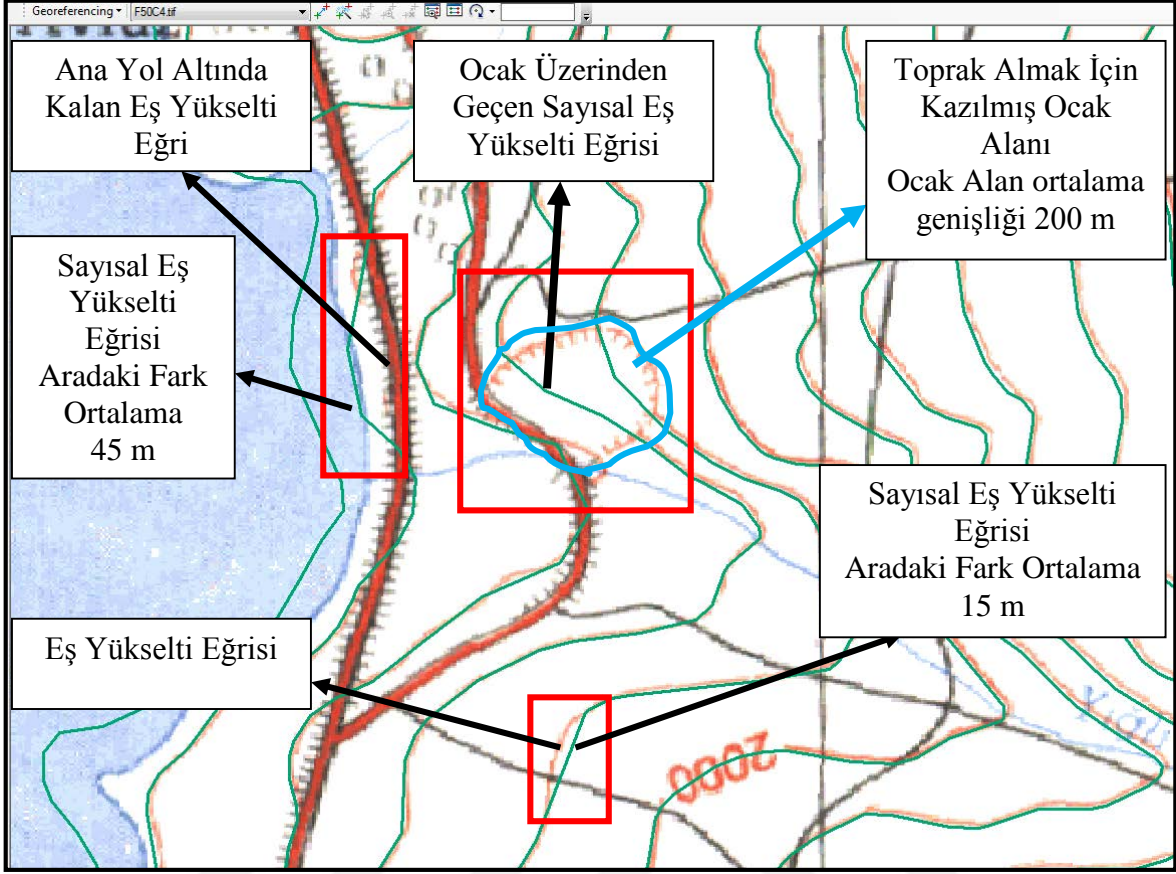 Georeferencing F50C4.tif
Ana Yol Altında
Kalan Eş Yükselti
Eğri
Ocak Üzerinden
Geçen Sayısal Eş
Yükselti Eğrisi
Toprak Almak İçin
Kazılmış Ocak
Alanı
Ocak Alan ortalama
genişliği 200 m
Sayısal Eş
Yükselti
Eğrisi
Aradaki Fark
Ortalama
45 m
Sayısal Eş Yükselti
Eğrisi
Aradaki Fark Ortalama
15 m
Eş Yükselti Eğrisi
2000